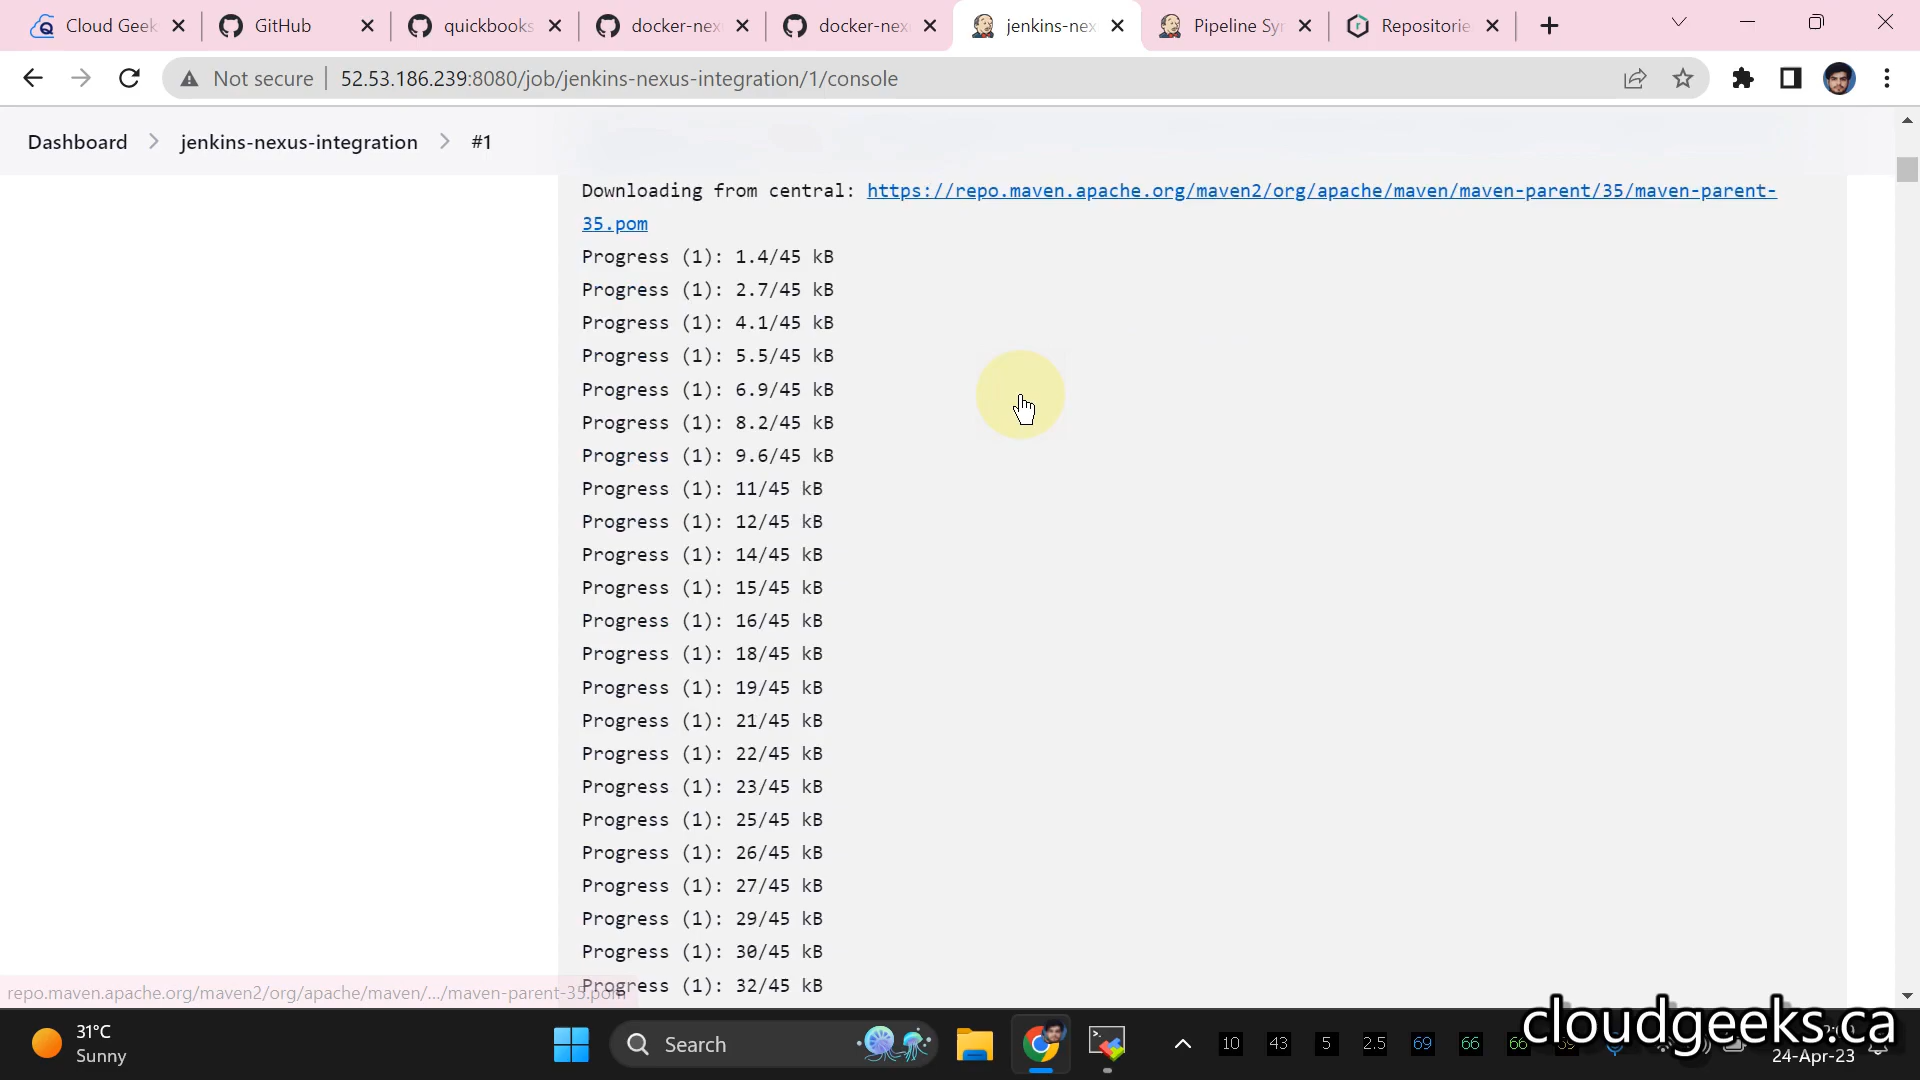 Cloud Geek
GitHub
quickbooks
docker-nex
docker-nex
jenkins-nex
Pipeline Syn
Repositorie
Not secure
52.53.186.239:8080/job/jenkins-nexus-integration/1/console
Dashboard
jenkins-nexus-integration
#1
Downloading from central: https://repo.maven.apache.org/maven2/org/apache/maven/maven-parent/35/maven-parent-
35.pom
Progress (1): 1.4/45 kB
Progress (1): 2.7/45 kB
Progress (1): 4.1/45 kB
Progress (1): 5.5/45 kB
Progress (1): 6.9/45 kB
Progress (1): 8.2/45 kB
Progress (1): 9.6/45 kB
Progress (1): 11/45 kB
Progress (1): 12/45 kB
Progress (1): 14/45 kB
Progress (1): 15/45 kB
Progress (1): 16/45 kB
Progress (1): 18/45 kB
Progress (1): 19/45 kB
Progress (1): 21/45 kB
Progress (1): 22/45 kB
Progress (1): 23/45 kB
Progress (1): 25/45 kB
Progress (1): 26/45 kB
Progress (1): 27/45 kB
Progress (1): 29/45 kB
Progress (1): 30/45 kB
Progress (1): 32/45 kB
repo.maven.apache.org/maven2/org/apache/maven/.../maven-parent-35.pom
31°C
Sunny
Search
10
43
5
2.5
69
66
66
cloudgeeks.ca
24-Apr-23